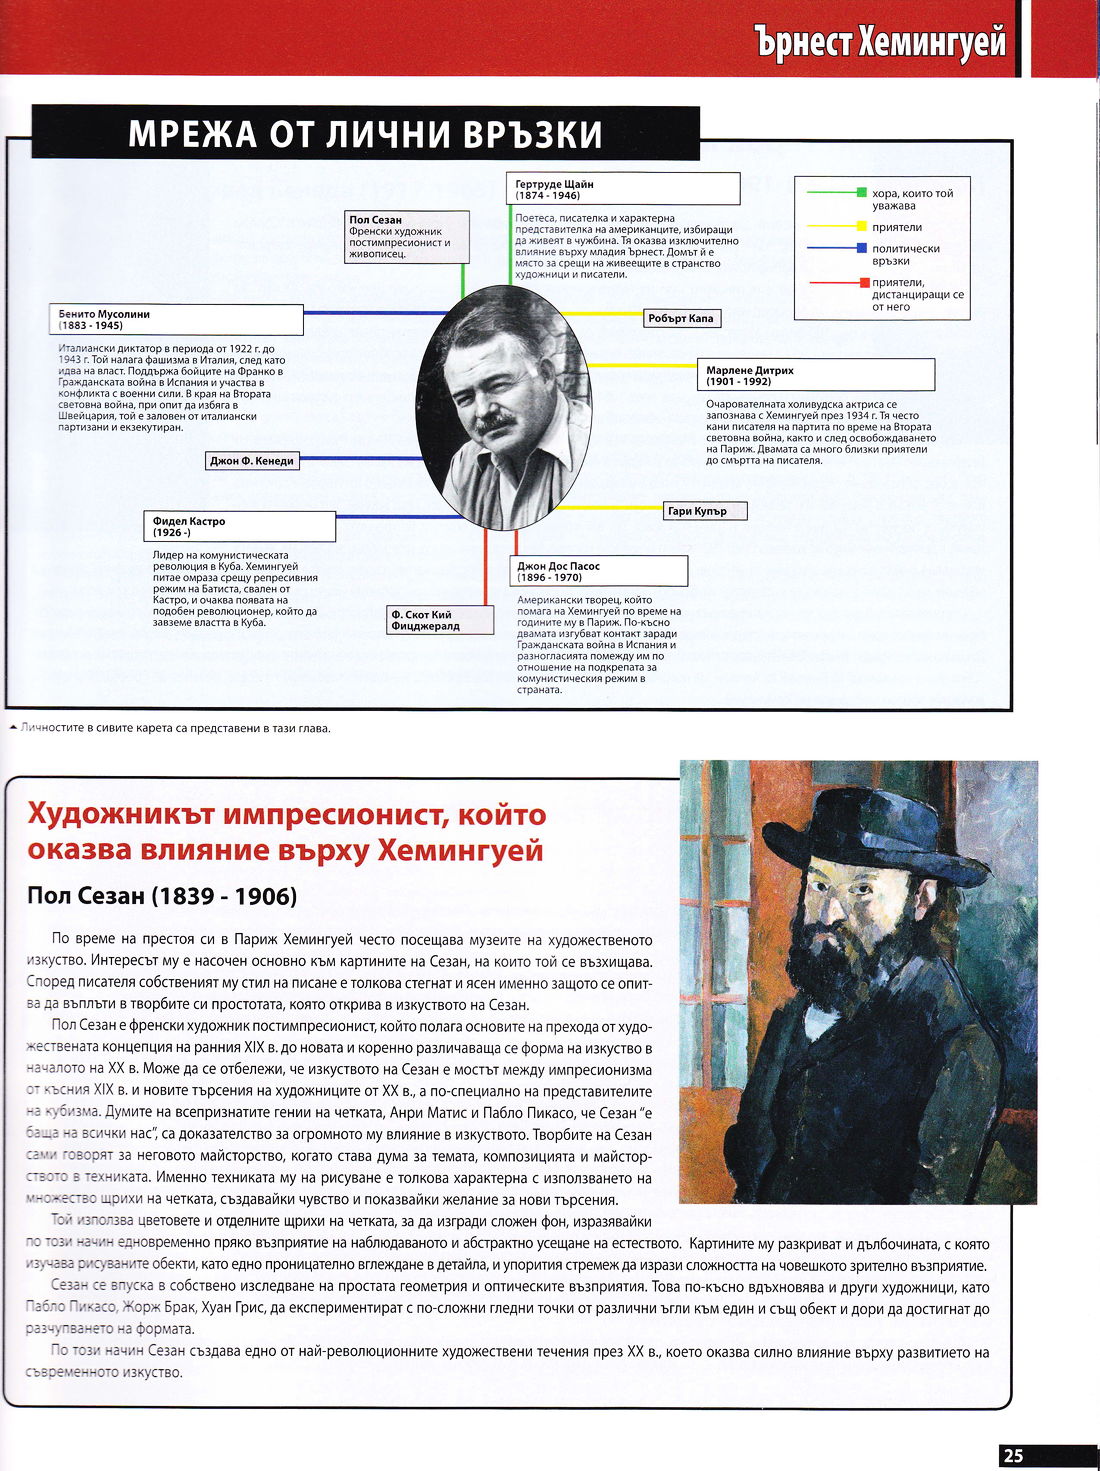 Ърнест Хемингуей
МРЕЖА ОТ ЛИЧНИ ВРЪЗКИ
Гертруде Щайн
(1874 - 1946)
Поетеса, писателка и характерна
представителка на американците, избиращи
да живеят в чужбина. Тя оказва изключително
влияние върху младия Ърнест. Домът ѝ е
място за срещи на живеещите в странство
художници и писатели.
Пол Сезан
Френски художник
постимпресионист и
живописец.
хора, които той
уважава
приятели
политически
връзки
приятели,
дистанциращи се
от него
Бенито Мусолини
(1883 - 1945)
Италиански диктатор в периода от 1922 г. до
1943 г. Той налага фашизма в Италия, след като
идва на власт. Поддържа бойците на Франко в
Гражданската война в Испания и участва в
конфликта с военни сили. В края на Втората
световна война, при опит да избяга в
Швейцария, той е заловен от италиански
партизани и екзекутиран.
Робърт Капа
Марлене Дитрих
(1901 - 1992)
Очарователната холивудска актриса се
запознава с Хемингуей през 1934 г. Тя често
кани писателя на партита по време на Втората
световна война, както и след освобождаването
на Париж. Двамата са много близки приятели
до смъртта на писателя.
Джон Ф. Кенеди
Гари Купър
Фидел Кастро
(1926 -)
Лидер на комунистическата
революция в Куба. Хемингуей
питае омраза срещу репресивния
режим на Батиста, свален от
Кастро, и очаква появата на
подобен революционер, който да
завземе властта в Куба.
Ф. Скот Кий
Фицджералд
Джон Дос Пасос
(1896 - 1970)
Американски творец, който
помага на Хемингуей по време на
годините му в Париж. По-късно
двамата изгубват контакт заради
Гражданската война в Испания и
разногласията помежду им по
отношение на подкрепата за
комунистическия режим в
страната.
Личностите в сивите карета са представени в тази глава.
Художникът импресионист, който
оказва влияние върху Хемингуей
Пол Сезан (1839 - 1906)
По време на престоя си в Париж Хемингуей често посещава музеите на художественото
изкуство. Интересът му е насочен основно към картините на Сезан, на които той се възхищава.
Според писателя собственият му стил на писане е толкова стегнат и ясен именно защото се опит-
ва да въплъти в творбите си простотата, която открива в изкуството на Сезан.
Пол Сезан е френски художник постимпресионист, който полага основите на прехода от худо-
жествената концепция на ранния XIX в. до новата и коренно различаваща се форма на изкуство в
началото на XX в. Може да се отбележи, че изкуството на Сезан е мостът между импресионизма
от късния XIX в. и новите търсения на художниците от XX в., а по-специално на представителите
на кубизма. Думите на всепризнатите гении на четката, Анри Матис и Пабло Пикасо, че Сезан “е
баща на всички нас”, са доказателство за огромното му влияние в изкуството. Творбите на Сезан
сами говорят за неговото майсторство, когато става дума за темата, композицията и майстор-
ството в техниката. Именно техниката му на рисуване е толкова характерна с използването на
множество щрихи на четката, създавайки чувство и показвайки желание за нови търсения.
Той използва цветовете и отделните щрихи на четката, за да изгради сложен фон, изразявайки
по този начин едновременно пряко възприятие на наблюдаваното и абстрактно усещане на естеството. Картините му разкриват и дълбочината, с която
изучава рисуваните обекти, като едно проницателно вглеждане в детайла, и упорития стремеж да изрази сложността на човешкото зрително възприятие.
Сезан се впуска в собствено изследване на простата геометрия и оптическите възприятия. Това по-късно вдъхновява и други художници, като
Пабло Пикасо, Жорж Брак, Хуан Грис, да експериментират с по-сложни гледни точки от различни ъгли към един и същ обект и дори да достигнат до
разчупването на формата.
По този начин Сезан създава едно от най-революционните художествени течения през XX в., което оказва силно влияние върху развитието на
съвременното изкуство.
25